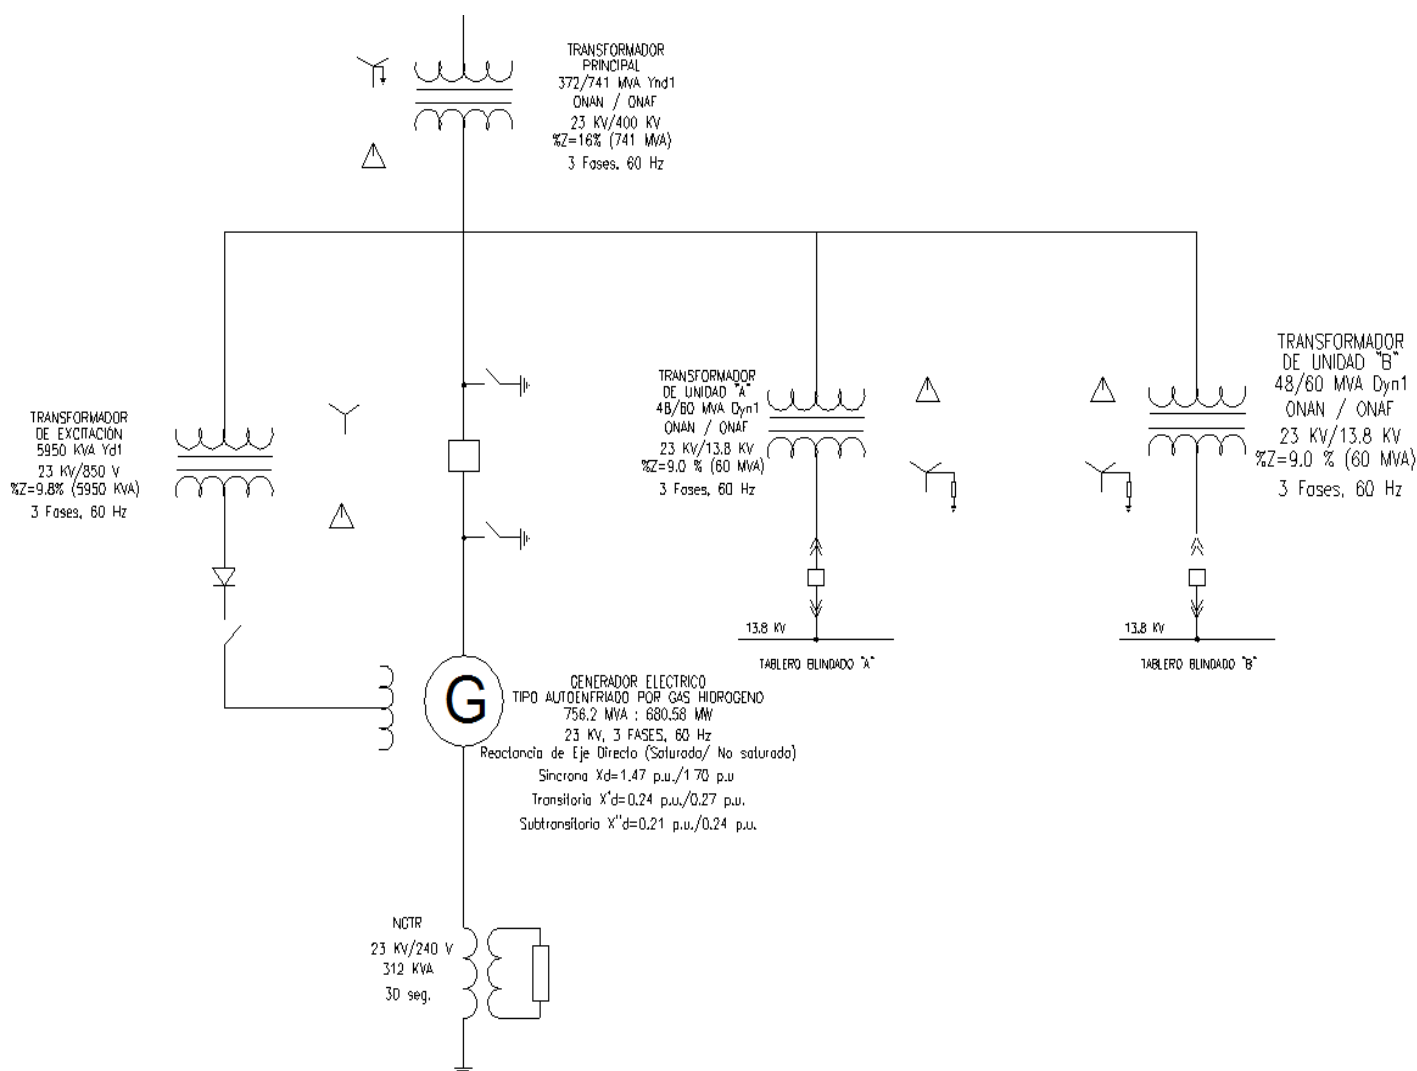 TRANSFORMADOR
PRINCIPAL
372/741 MVA Ynd1
ONAN / ONAF
23 KV/400 KV
%Z=16% (741 MVA)
3 Fases, 60 Hz
TRANSFORMADOR
DE EXCITACIÓN
5950 KVA Yd1
23 KV/850 V
%Z=9.8% (5950 KVA)
3 Fases, 60 Hz
TRANSFORMADOR
DE UNIDAD "A"
48/60 MVA Dyn1
ONAN / ONAF
23 KV/13.8 KV
%Z=9.0 % (60 MVA)
3 Fases, 60 Hz
TRANSFORMADOR
DE UNIDAD "B"
48/60 MVA Dyn1
ONAN / ONAF
23 KV/13.8 KV
%Z=9.0 % (60 MVA)
3 Fases, 60 Hz
13.8 KV
TABLERO BLINDADO "A"
13.8 KV
TABLERO BLINDADO "B"
G
GENERADOR ELECTRICO
TIPO AUTOENFRIADO POR GAS HIDROGENO
756.2 MVA ; 680.58 MW
23 KV, 3 FASES, 60 Hz
Reactancia de Eje Directo (Saturada/ No saturada)
Sincrona Xd=1.47 p.u./1.70 p.u
Transitoria X'd=0.24 p.u./0.27 p.u.
Subtransitoria X''d=0.21 p.u./0.24 p.u.
NGTR
23 KV/240 V
312 KVA
30 seg.